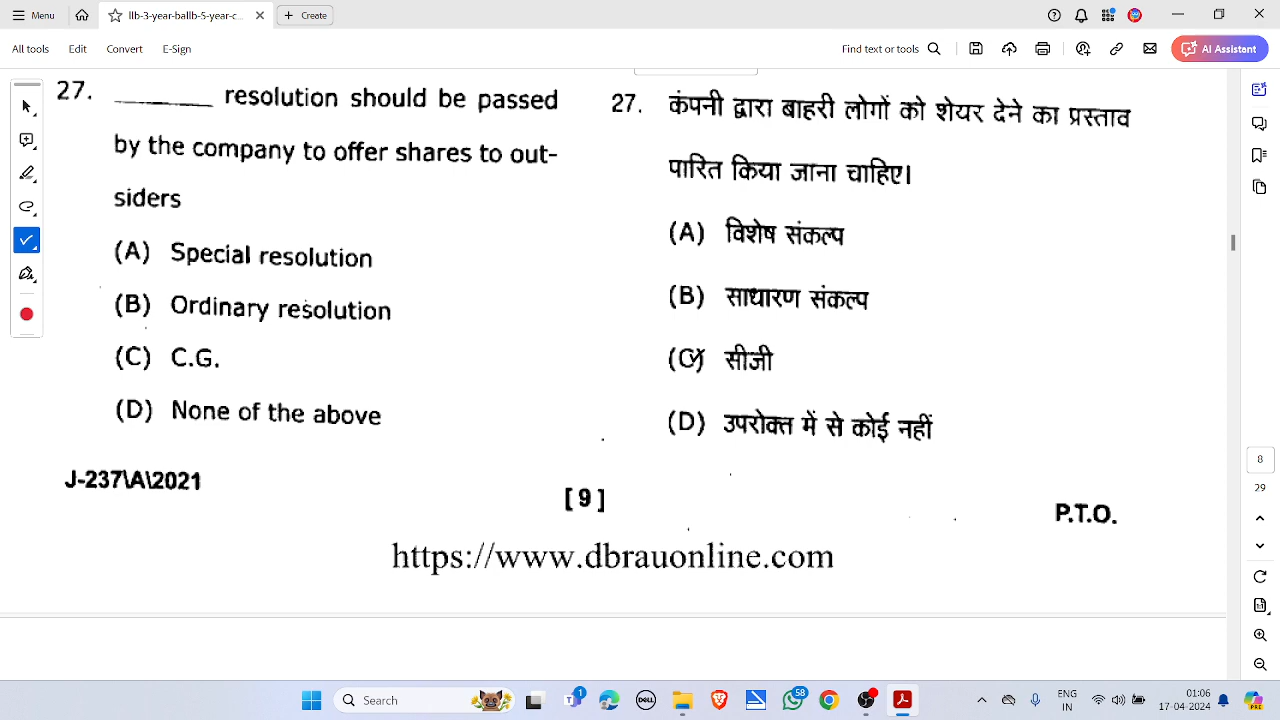 Menu
llb-3-year-ballb-5-year-c...
Create
All tools
Edit
Convert
E-Sign
Find text or tools
AI Assistant
27. ______ resolution should be passed
by the company to offer shares to out-
siders
(A) Special resolution
(B) Ordinary resolution
(C) C.G.
(D) None of the above
27. कंपनी द्वारा बाहरी लोगों को शेयर देने का प्रस्ताव
पारित किया जाना चाहिए।
(A) विशेष संकल्प
(B) साधारण संकल्प
(C) सीजी
(D) उपरोक्त में से कोई नहीं
J-237\A\2021
[ 9 ]
P.T.O.
https://www.dbrauonline.com
8
29
Search
1
DELL
58
ENG
IN
01:06
17-04-2024